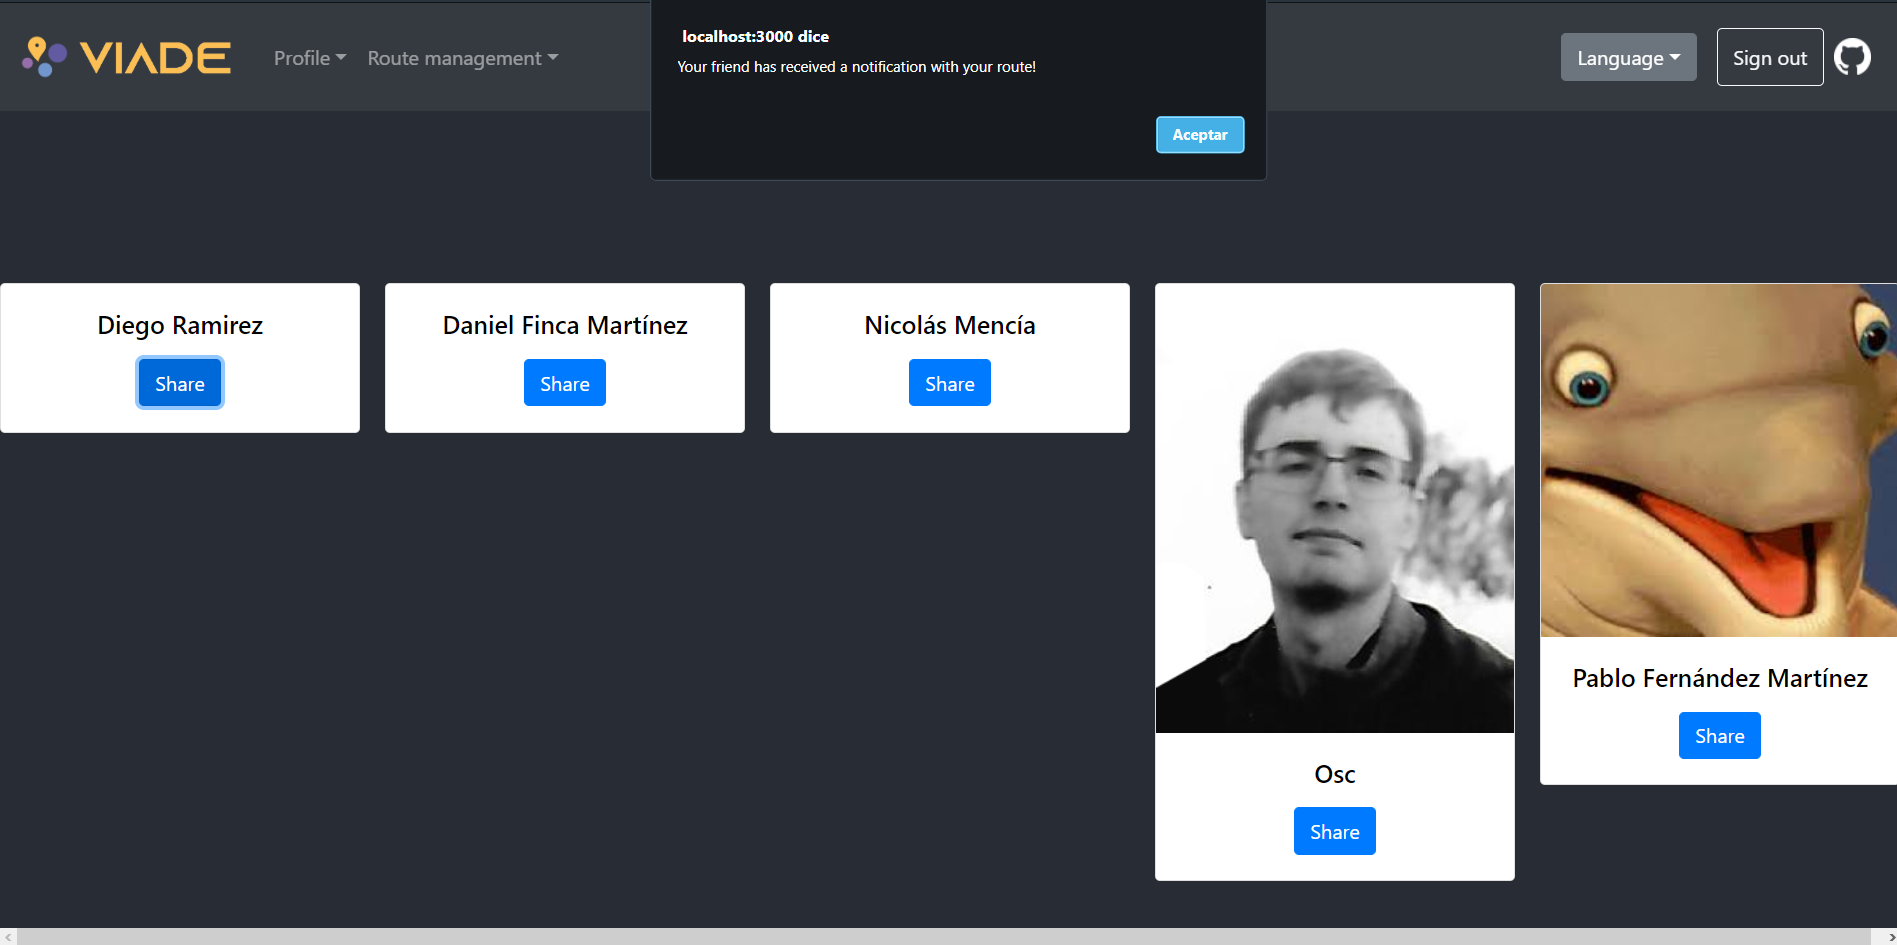 VIADE
Profile
Route management
localhost:3000 dice
Your friend has received a notification with your route!
Aceptar
Language
Sign out
Diego Ramirez
Share
Daniel Finca Martínez
Share
Nicolás Mencía
Share
Osc
Share
Pablo Fernández Martínez
Share